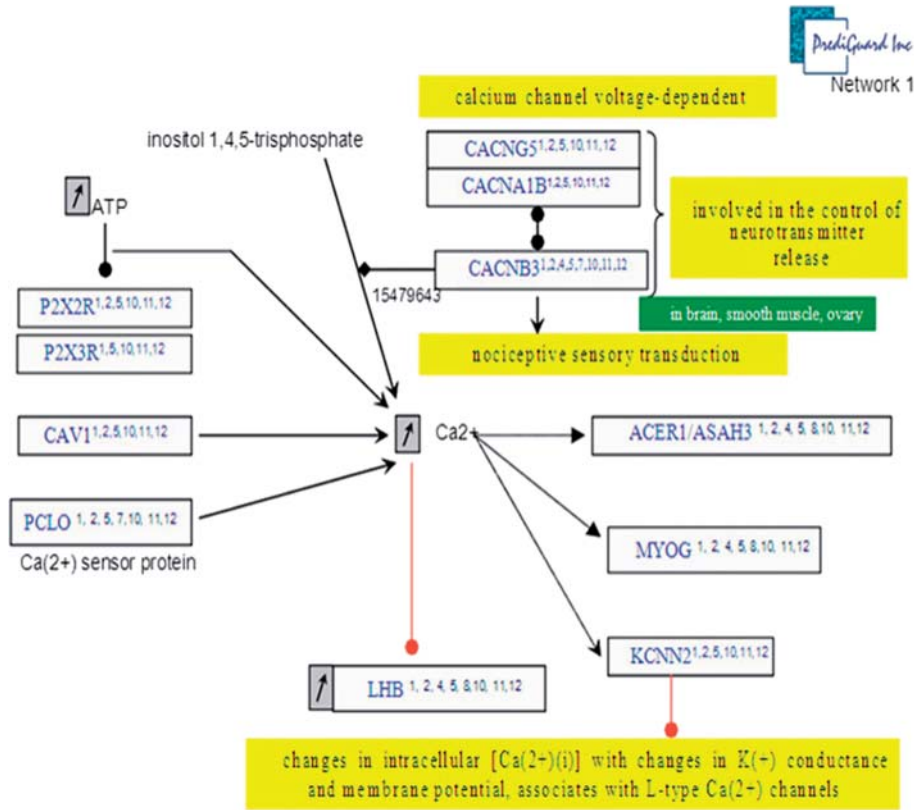 PrediGuard Inc
Network 1
calcium channel voltage-dependent
inositol 1,4,5-trisphosphate
CACNG5 1,2,5,10,11,12
CACNA1B 1,2,5,10,11,12
ATP
involved in the control of
neurotmitter
release
CACNB3 1,2,4,5,7,10,11,12
15479643
P2X2R 1,2,5,10,11,12
in brain, smooth muscle, ovary
P2X3R 1,5,10,11,12
nociceptive sensory transduction
CAV1 1,2,5,10,11,12
Ca2+
ACER1/ASAH3 1, 2, 4, 5, 8,10, 11,12
PCLO 1, 2, 5, 7,10, 11,12
Ca(2+) sensor protein
MYOG 1, 2, 4, 5, 8,10, 11,12
KCNN2 1,2,5,10,11,12
LHB 1, 2, 4, 5, 8,10, 11,12
changes in intracellular [Ca(2+)(i)] with changes in K(+) conductance
and membrane potential, associates with L-type Ca(2+) channels